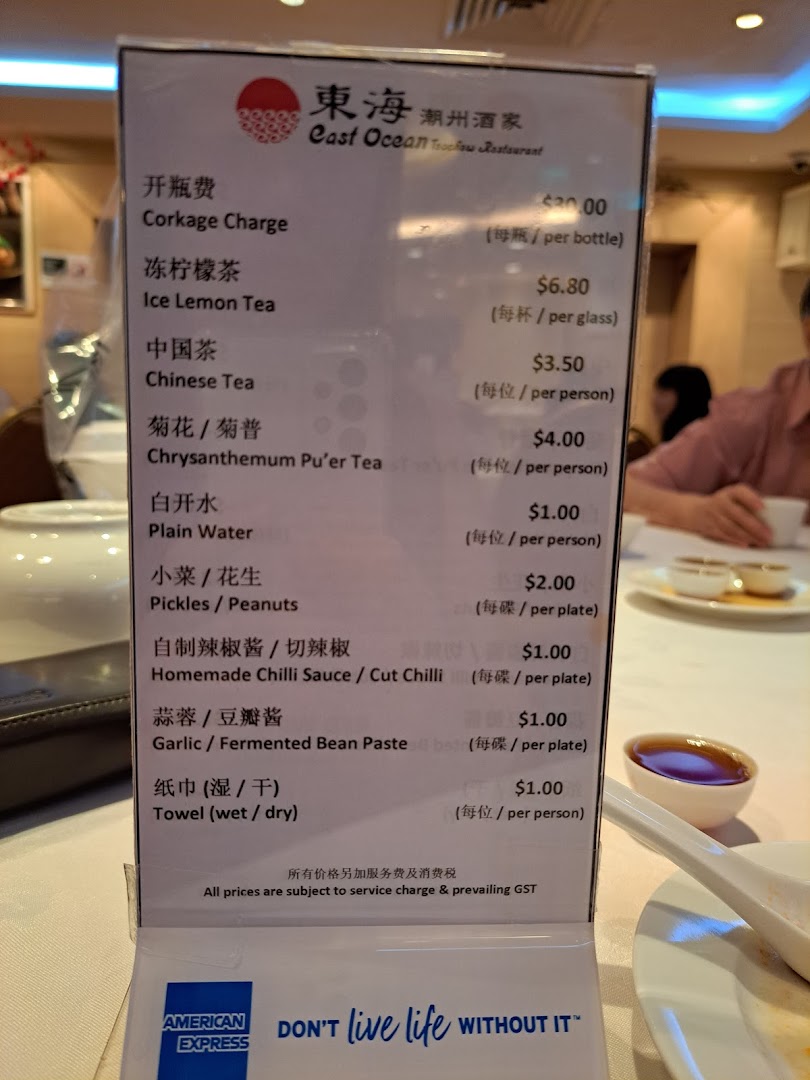 東海 潮州酒家
East Ocean Teochew Restaurant
开瓶费 $30.00
Corkage Charge (每瓶 / per bottle)
冻柠檬茶 $6.80
Ice Lemon Tea (每杯 / per glass)
中国茶 $3.50
Chinese Tea (每位 / per person)
菊花 / 菊普 $4.00
Chrysanthemum Pu’er Tea (每位 / per person)
白开水 $1.00
Plain Water (每位 / per person)
小菜 / 花生 $2.00
Pickles / Peanuts (每碟 / per plate)
自制辣椒酱 / 切辣椒 $1.00
Homemade Chilli Sauce / Cut Chilli (每碟 / per plate)
蒜蓉 / 豆瓣酱 $1.00
Garlic / Fermented Bean Paste (每碟 / per plate)
纸巾 (湿 / 干) $1.00
Towel (wet / dry) (每位 / per person)
所有价格另加服务费及消费税
All prices are subject to service charge & prevailing GST
AMERICAN EXPRESS
DON'T live life WITHOUT IT™